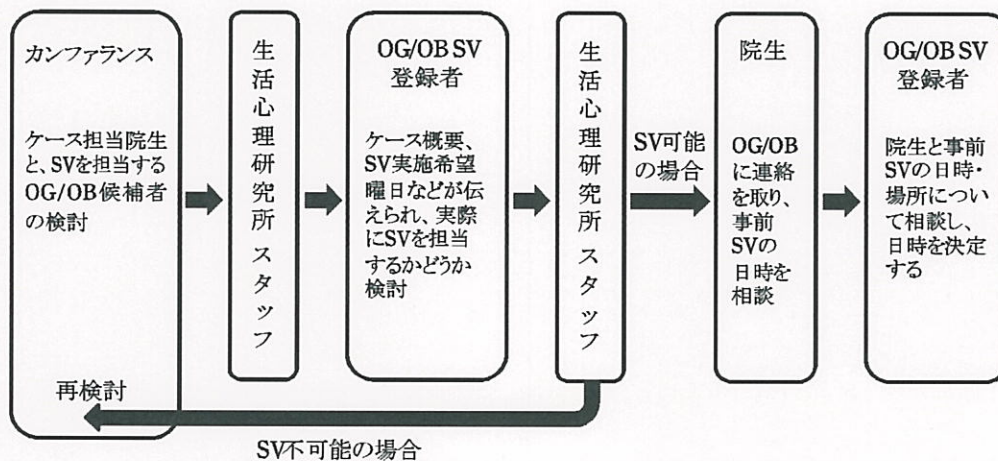 カンファランス
ケース担当院生
と、SVを担当する
OG/OB候補者
の検討
再検討
生活心理研究所 スタッフ
OG/OB SV
登録者
ケース概要、
SV実施希望
曜日などが伝
えられ、実際
にSVを担当
するかどうか
検討
生活心理研究所 スタッフ
SV可能
の場合
院生
OG/OB
に連絡
を取り、
事前
SVの
日時を
相談
OG/OB SV
登録者
院生と事前
SVの日時・
場所につい
て相談し、
日時を決定
する
SV不可能の場合